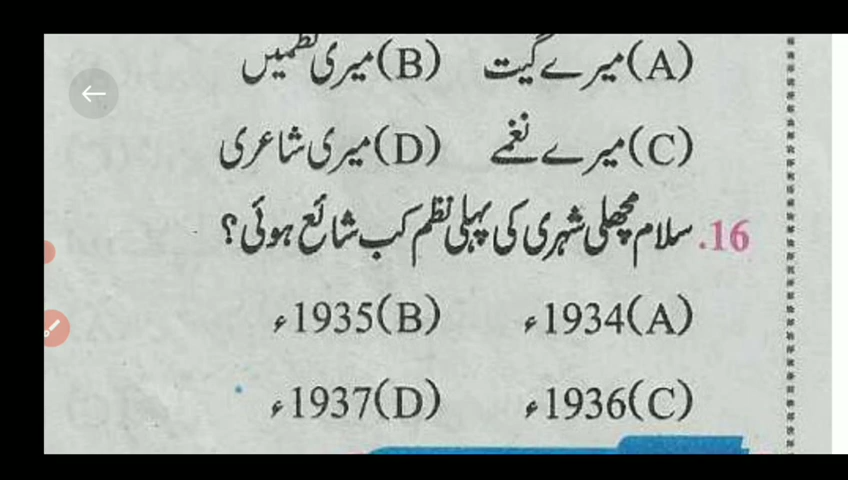 (A) میرے گیت (B) میری نظمیں
(C) میرے نغمے (D) میری شاعری
16. سلام مچھلی شہری کی پہلی نظم کب شائع ہوئی؟
(A) 1934ء (B) 1935ء
(C) 1936ء (D) 1937ء